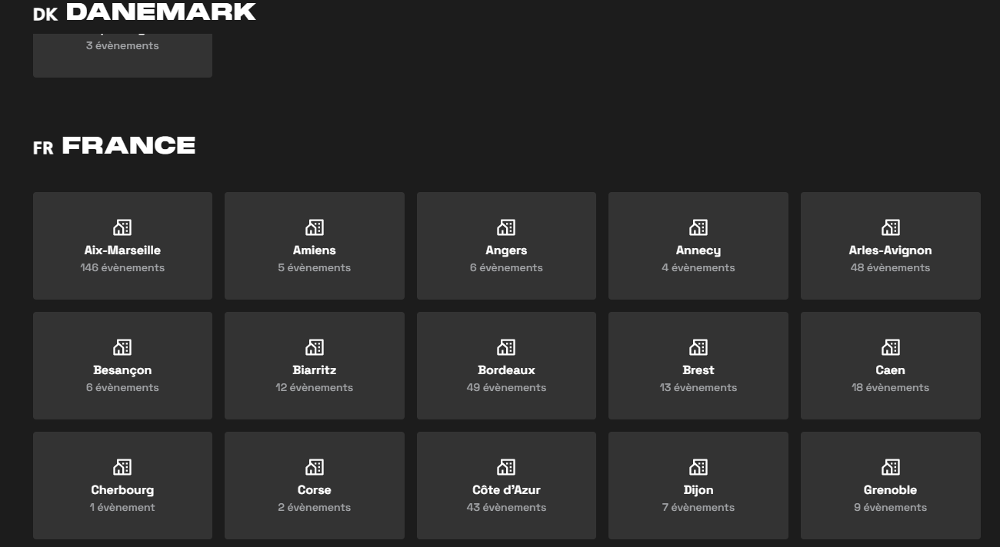 DK DANEMARK
3 évènements
FR FRANCE
Aix-Marseille
146 évènements
Amiens
5 évènements
Angers
6 évènements
Annecy
4 évènements
Arles-Avignon
48 évènements
Besançon
6 évènements
Biarritz
12 évènements
Bordeaux
49 évènements
Brest
13 évènements
Caen
18 évènements
Cherbourg
1 évènement
Corse
2 évènements
Côte d'Azur
43 évènements
Dijon
7 évènements
Grenoble
9 évènements